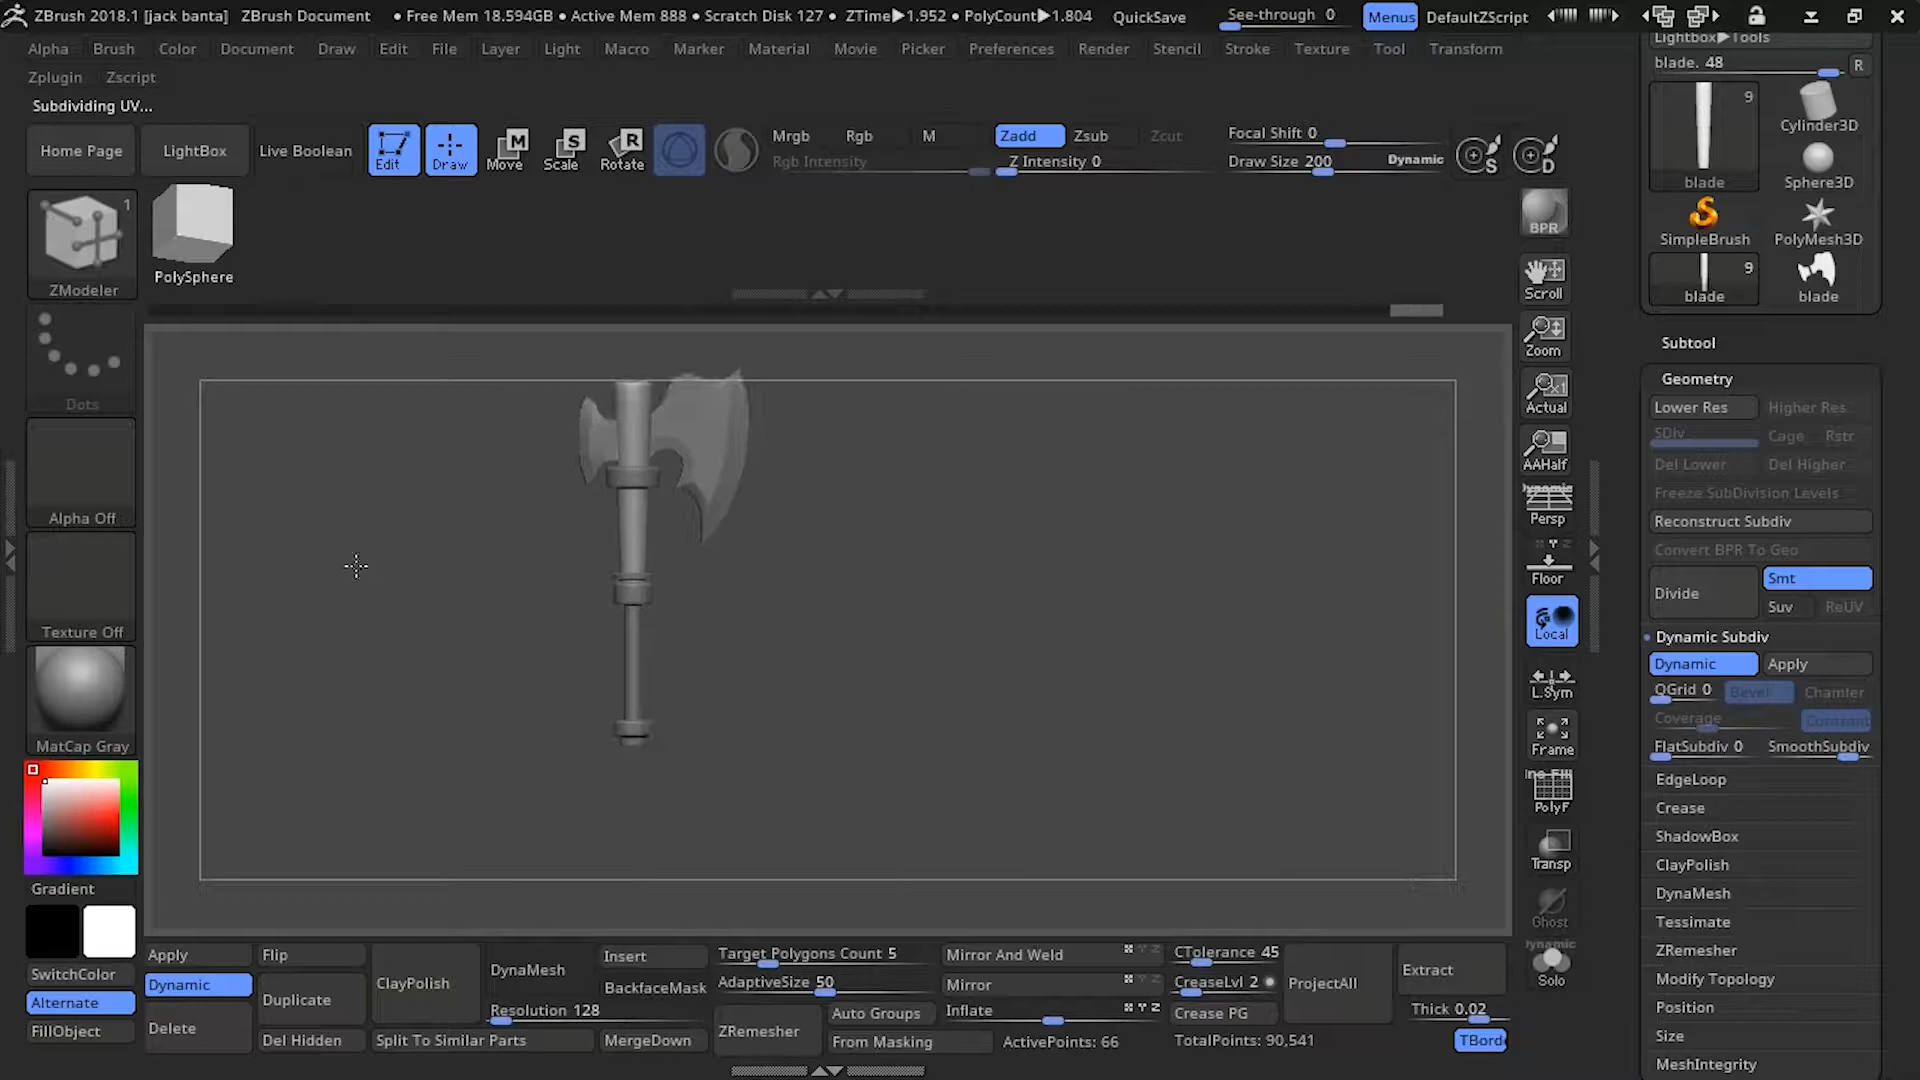 ZBrush 2018.1 [jack banta] ZBrush Document • Free Mem 18.594GB • Active Mem 888 • Scratch Disk 127 • ZTime▶1.952 • PolyCount▶1.804 QuickSave See-through 0 Menus DefaultZScript
Alpha Brush Color Document Draw Edit File Layer Light Macro Marker Material Movie Picker Preferences Render Stencil Stroke Texture Tool Transform
Zplugin Zscript
Subdividing UV...
Home Page LightBox Live Boolean Edit Draw Move Scale Rotate
M S R
Mrgb Rgb M Zadd Zsub Zcut Focal Shift 0
Rgb Intensity Z Intensity 0 Draw Size 200 Dynamic S D
1
ZModeler
PolySphere
Dots
Alpha Off
Texture Off
MatCap Gray
Gradient
SwitchColor
Alternate
FillObject
BPR
Scroll
Zoom
Actual
AAHalf
Dynamic
Persp
Floor
Local
L.Sym
Frame
PolyF
Transp
Ghost
Dynamic
Solo
Lightbox▶Tools
blade. 48 R
9
blade
Cylinder3D
Sphere3D
SimpleBrush PolyMesh3D
9
blade blade
Subtool
Geometry
Lower Res Higher Res
SDiv Cage Rstr
Del Lower Del Higher
Freeze SubDivision Levels
Reconstruct Subdiv
Convert BPR To Geo
Divide Smt
Suv ReUV
Dynamic Subdiv
Dynamic Apply
QGrid 0 Bevel Chamfer
Coverage Constant
FlatSubdiv 0 SmoothSubdiv
EdgeLoop
Crease
ShadowBox
ClayPolish
DynaMesh
Tessimate
ZRemesher
Modify Topology
Position
Size
MeshIntegrity
Apply Flip
Dynamic
Delete
Duplicate
Del Hidden
ClayPolish
Split To Similar Parts
DynaMesh
Resolution 128
Insert
BackfaceMask
MergeDown
Target Polygons Count 5
AdaptiveSize 50
ZRemesher
Auto Groups
From Masking
Mirror And Weld
Mirror
Inflate
ActivePoints: 66
CTolerance 45
CreaseLvl 2
Crease PG
TotalPoints: 90,541
ProjectAll
Extract
Thick 0.02
TBorde